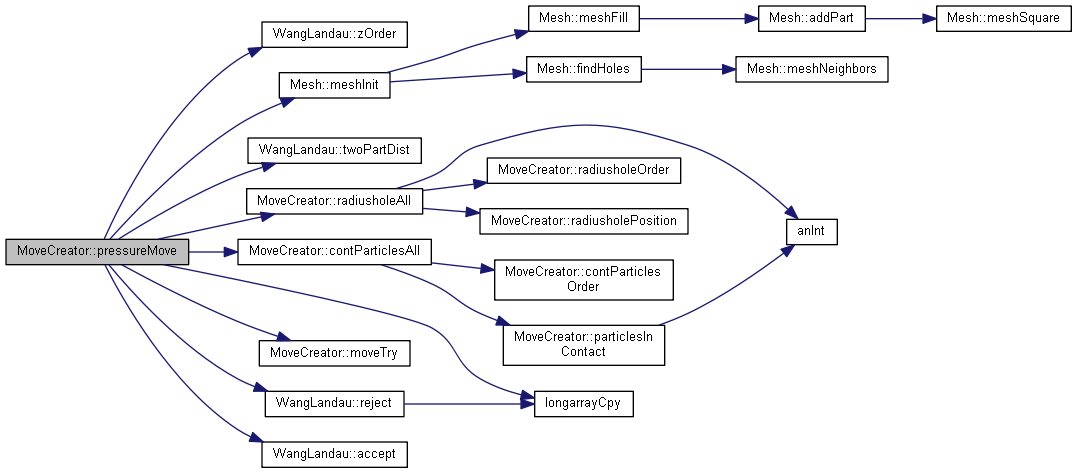 MoveCreator::pressureMove
WangLandau::zOrder
Mesh::meshInit
Mesh::meshFill
Mesh::addPart
Mesh::meshSquare
Mesh::findHoles
Mesh::meshNeighbors
WangLandau::twoPartDist
MoveCreator::radiusholeAll
MoveCreator::radiusholeOrder
MoveCreator::radiusholePosition
anInt
MoveCreator::contParticlesAll
MoveCreator::contParticles
Order
MoveCreator::particlesIn
Contact
MoveCreator::moveTry
WangLandau::reject
longarrayCpy
WangLandau::accept